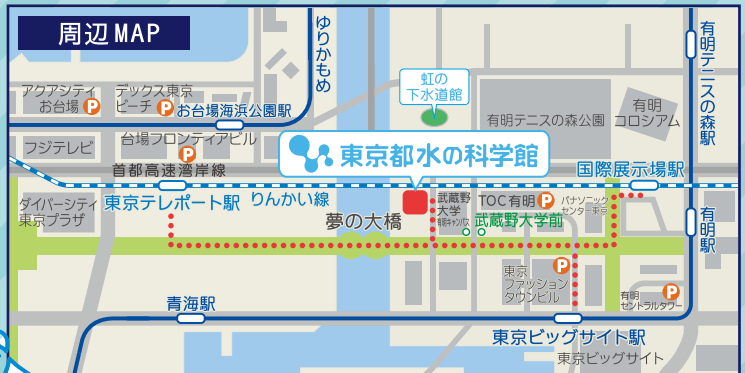 周辺MAP
ゆりかもめ
有明テニスの森駅
アクアシティ
お台場
P
デックス東京
ビーチ
P
お台場海浜公園駅
虹の
下水道館
有明テニスの森公園
有明
コロシアム
フジテレビ
台場フロンティアビル
P
東京都水の科学館
首都高速湾岸線
国際展示場駅
東京テレポート駅
りんかい線
ダイバーシティ
東京プラザ
夢の大橋
武蔵野
大学
有明キャンパス
TOC有明
P
パナソニック
センター東京
武蔵野大学前
有明駅
東京
ファッション
タウンビル
P
有明
セントラルタワー
P
青海駅
東京ビッグサイト駅
東京ビッグサイト